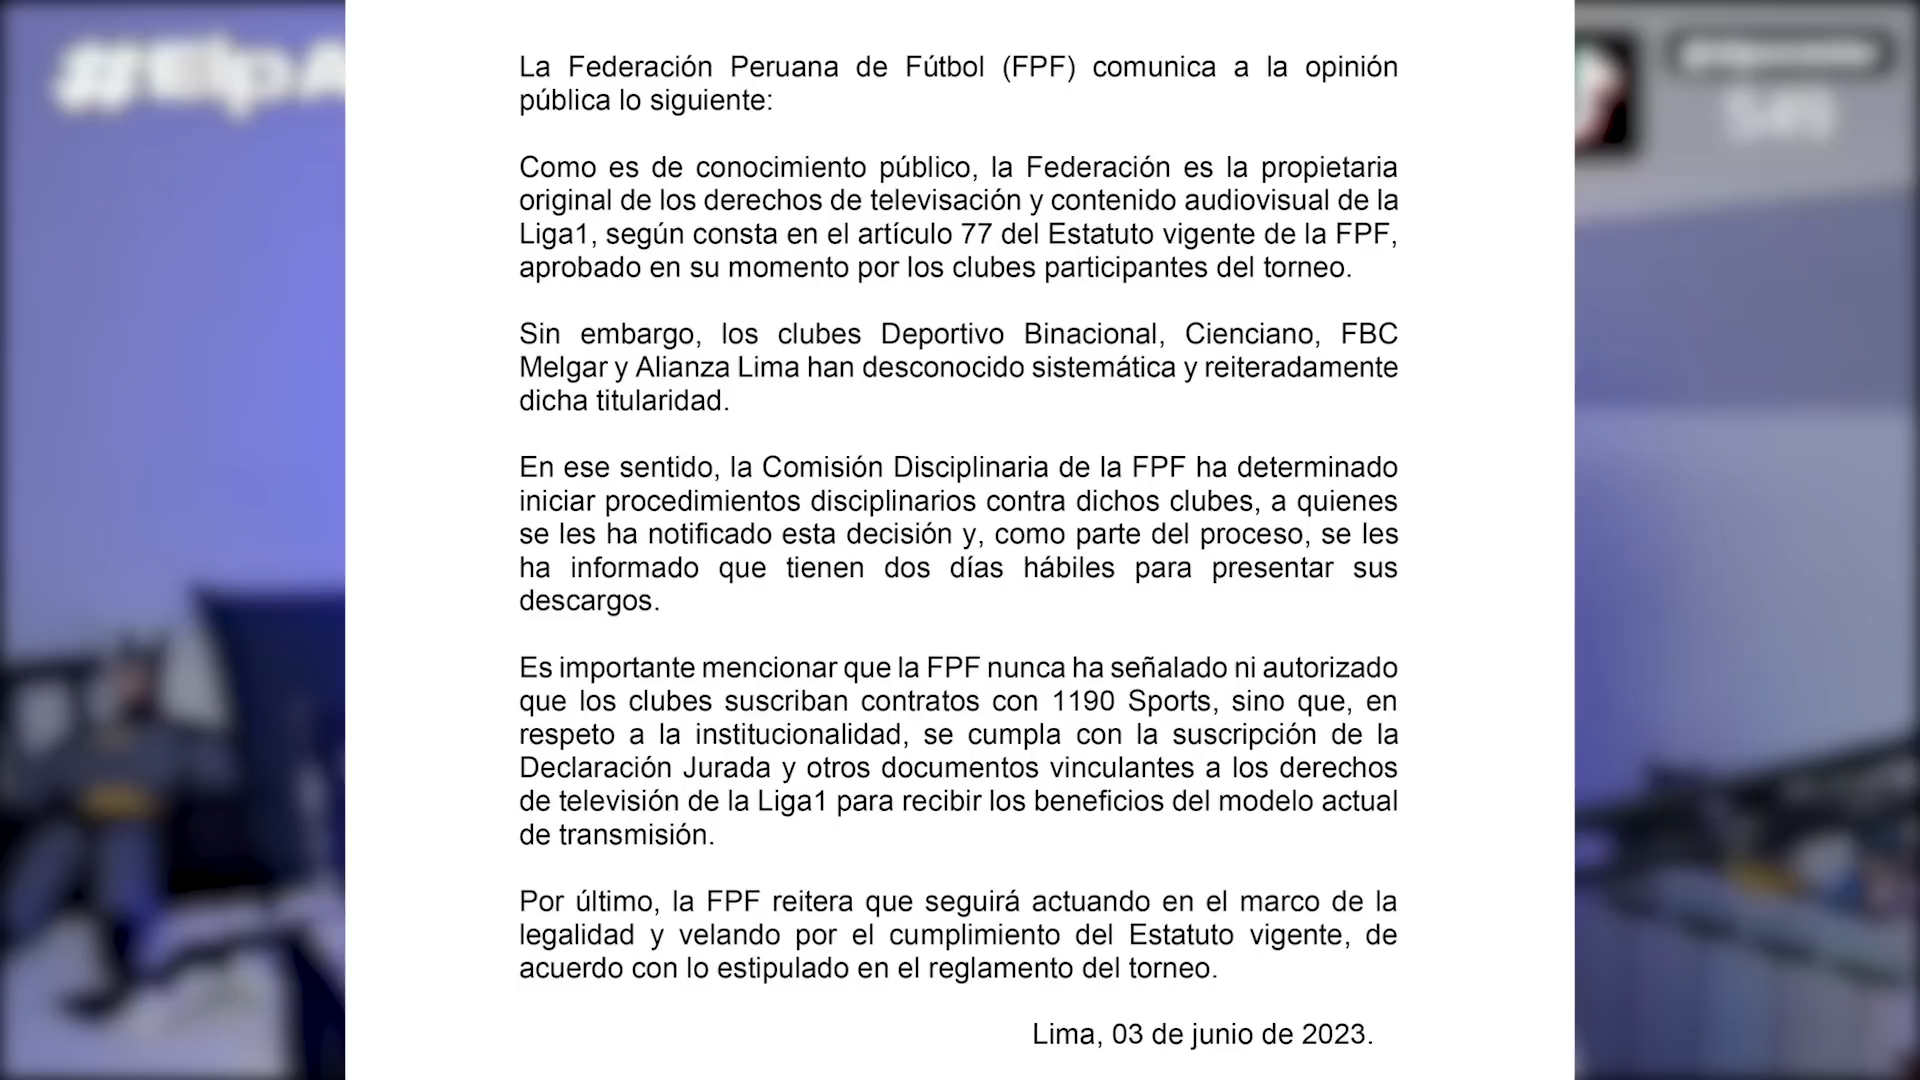 La Federación Peruana de Fútbol (FPF) comunica a la opinión
pública lo siguiente:
Como es de conocimiento público, la Federación es la propietaria
original de los derechos de televisación y contenido audiovisual de la
Liga1, según consta en el artículo 77 del Estatuto vigente de la FPF,
aprobado en su momento por los clubes participantes del torneo.
Sin embargo, los clubes Deportivo Binacional, Cienciano, FBC
Melgar y Alianza Lima han desconocido sistemática y reiteradamente
dicha titularidad.
En ese sentido, la Comisión Disciplinaria de la FPF ha determinado
iniciar procedimientos disciplinarios contra dichos clubes, a quienes
se les ha notificado esta decisión y, como parte del proceso, se les
ha informado que tienen dos días hábiles para presentar sus
descargos.
Es importante mencionar que la FPF nunca ha señalado ni autorizado
que los clubes suscriban contratos con 1190 Sports, sino que, en
respeto a la institucionalidad, se cumpla con la suscripción de la
Declaración Jurada y otros documentos vinculantes a los derechos
de televisión de la Liga1 para recibir los beneficios del modelo actual
de transmisión.
Por último, la FPF reitera que seguirá actuando en el marco de la
legalidad y velando por el cumplimiento del Estatuto vigente, de
acuerdo con lo estipulado en el reglamento del torneo.
Lima, 03 de junio de 2023.